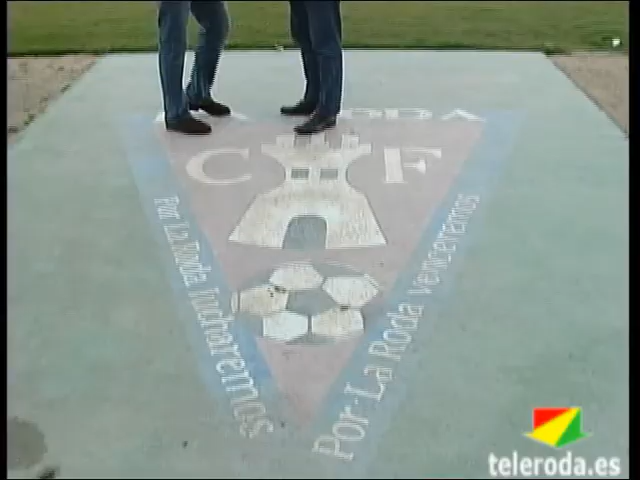 C F
Por La Roda lucharemos
Por La Roda venceremos
teleroda.es